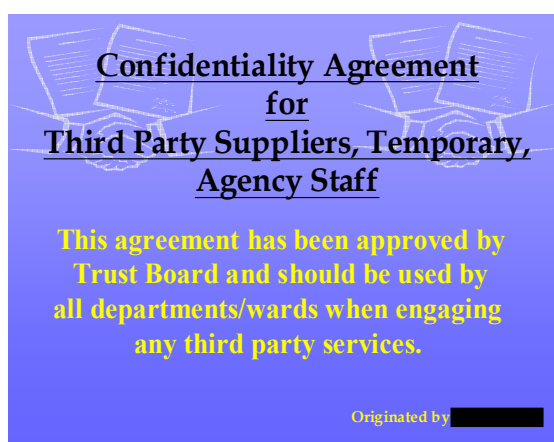 Confidentiality Agreement
for
Third Party Suppliers, Temporary,
Agency Staff
This agreement has been approved by
Trust Board and should be used by
all departments/wards when engaging
any third party services.
Originated by